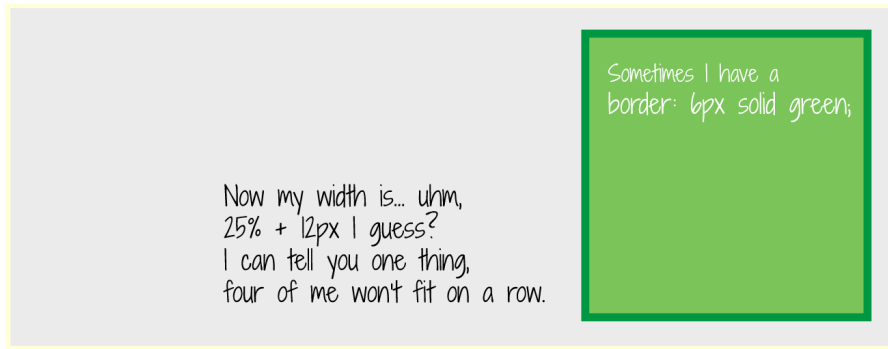 Sometimes I have a
border: 6px solid green;
Now my width is... uhm,
25% + 12px I guess?
I can tell you one thing,
four of me won't fit on a row.